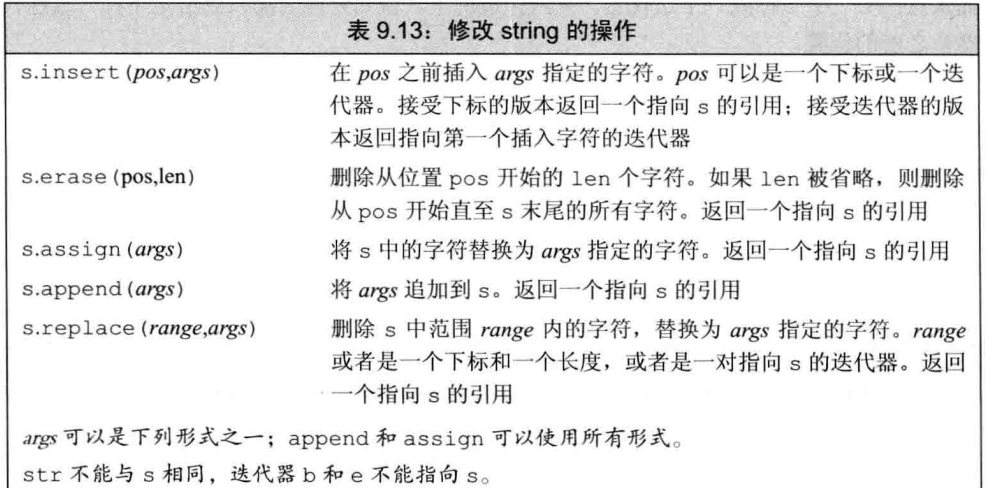 表 9.13：修改 string 的操作
s.insert(pos,args) 在 pos 之前插入 args 指定的字符。pos 可以是一个下标或一个迭
代器。接受下标的版本返回一个指向 s 的引用；接受迭代器的版
本返回指向第一个插入字符的迭代器
s.erase(pos,len) 删除从位置 pos 开始的 len 个字符。如果 len 被省略，则删除
从 pos 开始直至 s 末尾的所有字符。返回一个指向 s 的引用
s.assign(args) 将 s 中的字符替换为 args 指定的字符。返回一个指向 s 的引用
s.append(args) 将 args 追加到 s。返回一个指向 s 的引用
s.replace(range,args) 删除 s 中范围 range 内的字符，替换为 args 指定的字符。range
或者是一个下标和一个长度，或者是一对指向 s 的迭代器。返回
一个指向 s 的引用
args 可以是下列形式之一；append 和 assign 可以使用所有形式。
str 不能与 s 相同，迭代器 b 和 e 不能指向 s。